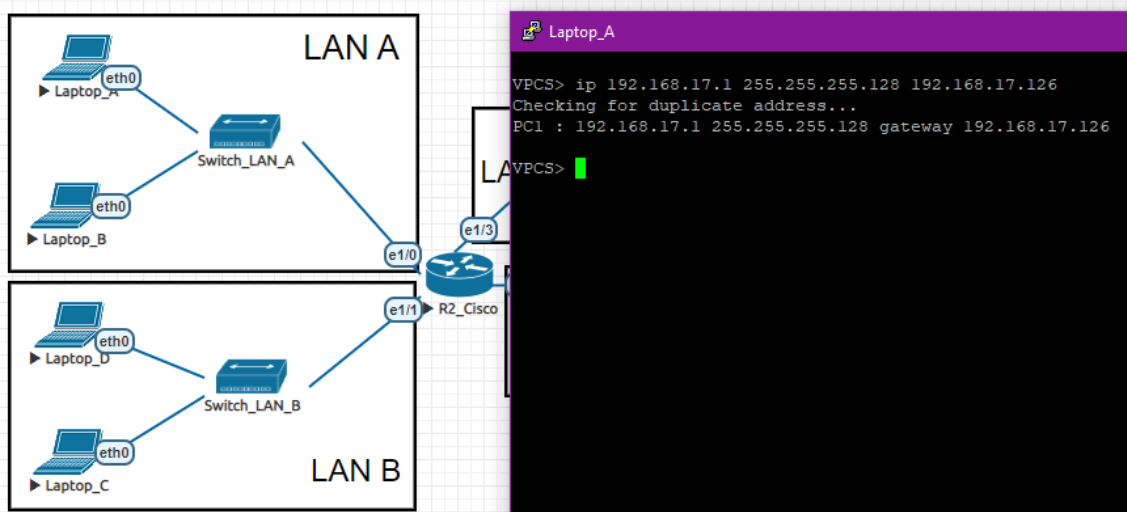 LAN A
eth0
Laptop_A
Switch_LAN_A
eth0
Laptop_B
e1/0
LA
e1/3
R2_Cisco
e1/1
eth0
Laptop_D
Switch_LAN_B
eth0
Laptop_C
LAN B
Laptop_A
VPCS> ip 192.168.17.1 255.255.255.128 192.168.17.126
Checking for duplicate address...
PC1 : 192.168.17.1 255.255.255.128 gateway 192.168.17.126
VPCS>